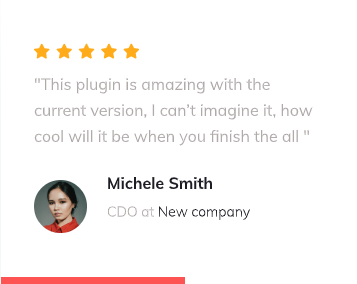 "This plugin is amazing with the
current version, I can't imagine it, how
cool will it be when you finish the all "
Michele Smith
CDO at New company